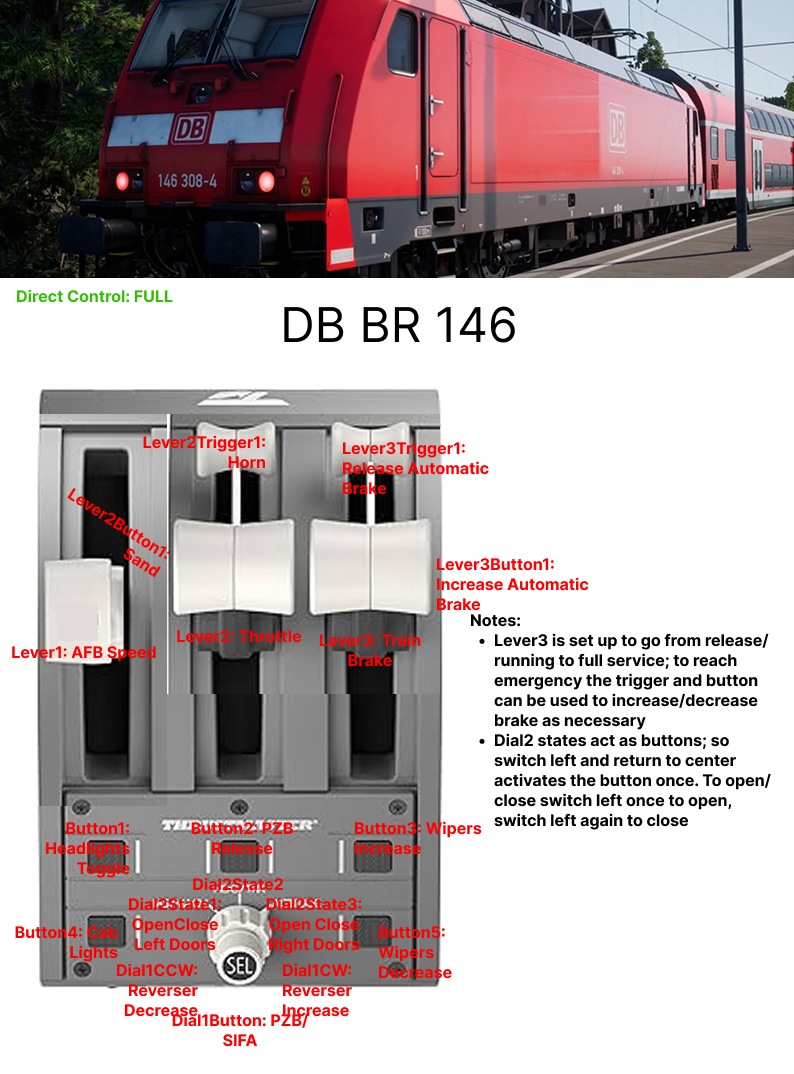 DB
146 308-4
DB
Direct Control: FULL
DB BR 146
Lever2Trigger1:
Horn
Lever3Trigger1:
Release Automatic
Brake
Lever2Button1:
Sand
Lever3Button1:
Increase Automatic
Brake
Lever1: AFB Speed
Lever2: Throttle
Lever3: Train
Brake
Notes:
• Lever3 is set up to go from release/
running to full service; to reach
emergency the trigger and button
can be used to increase/decrease
brake as necessary
• Dial2 states act as buttons; so
switch left and return to center
activates the button once. To open/
close switch left once to open,
switch left again to close
THRUSTMASTER
Button1:
Headlights
Toggle
Button2: PZB
Release
Button3: Wipers
Increase
Dial2State2
Dial2State1:
OpenClose
Left Doors
Dial2State3:
Open Close
Right Doors
Button4: Cab
Lights
Button5:
Wipers
Decrease
SEL
Dial1CCW:
Reverser
Decrease
Dial1CW:
Reverser
Increase
Dial1Button: PZB/
SIFA